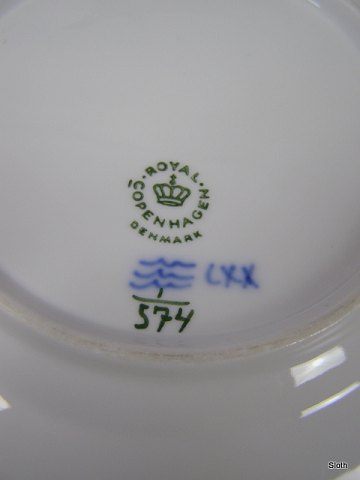 ROYAL
COPENHAGEN
DENMARK
LXX
1
574
Sloth